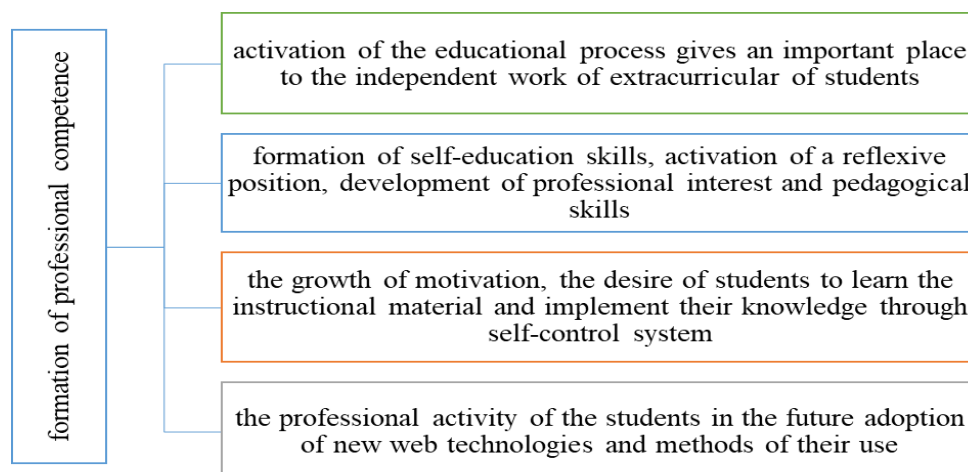 formation of professional competence
activation of the educational process gives an important place
to the independent work of extracurricular of students
formation of self-education skills, activation of a reflexive
position, development of professional interest and pedagogical
skills
the growth of motivation, the desire of students to learn the
instructional material and implement their knowledge through
self-control system
the professional activity of the students in the future adoption
of new web technologies and methods of their use